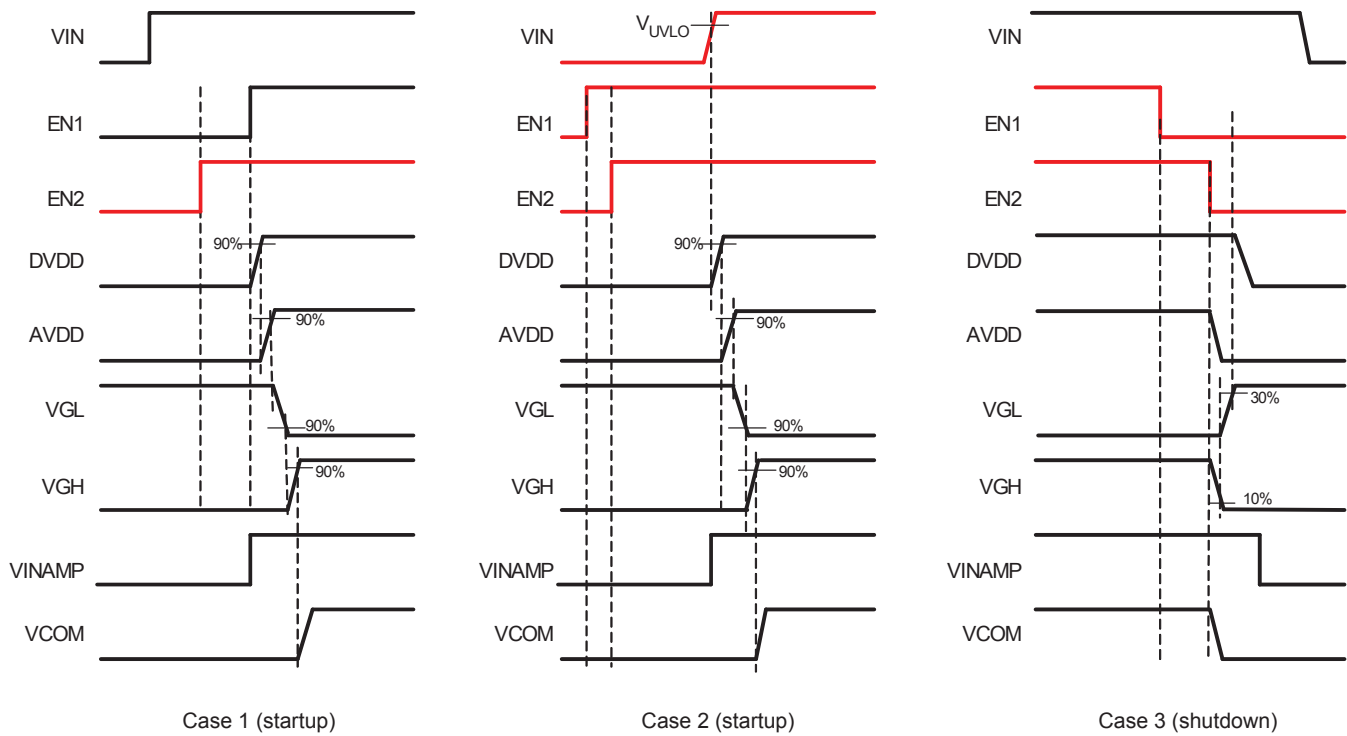 VIN
EN1
EN2
DVDD
90%
AVDD
90%
VGL
90%
VGH
90%
VINAMP
VCOM
Case 1 (startup)
VIN
VUVLO
EN1
EN2
DVDD
90%
AVDD
90%
VGL
90%
VGH
90%
VINAMP
VCOM
Case 2 (startup)
VIN
EN1
EN2
DVDD
AVDD
VGL
30%
VGH
10%
VINAMP
VCOM
Case 3 (shutdown)